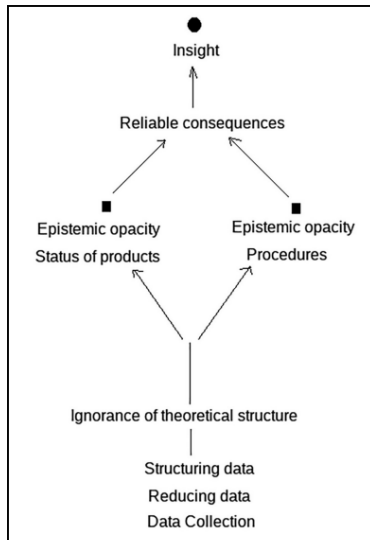 Insight
Reliable consequences
Epistemic opacity
Status of products
Epistemic opacity
Procedures
Ignorance of theoretical structure
Structuring data
Reducing data
Data Collection